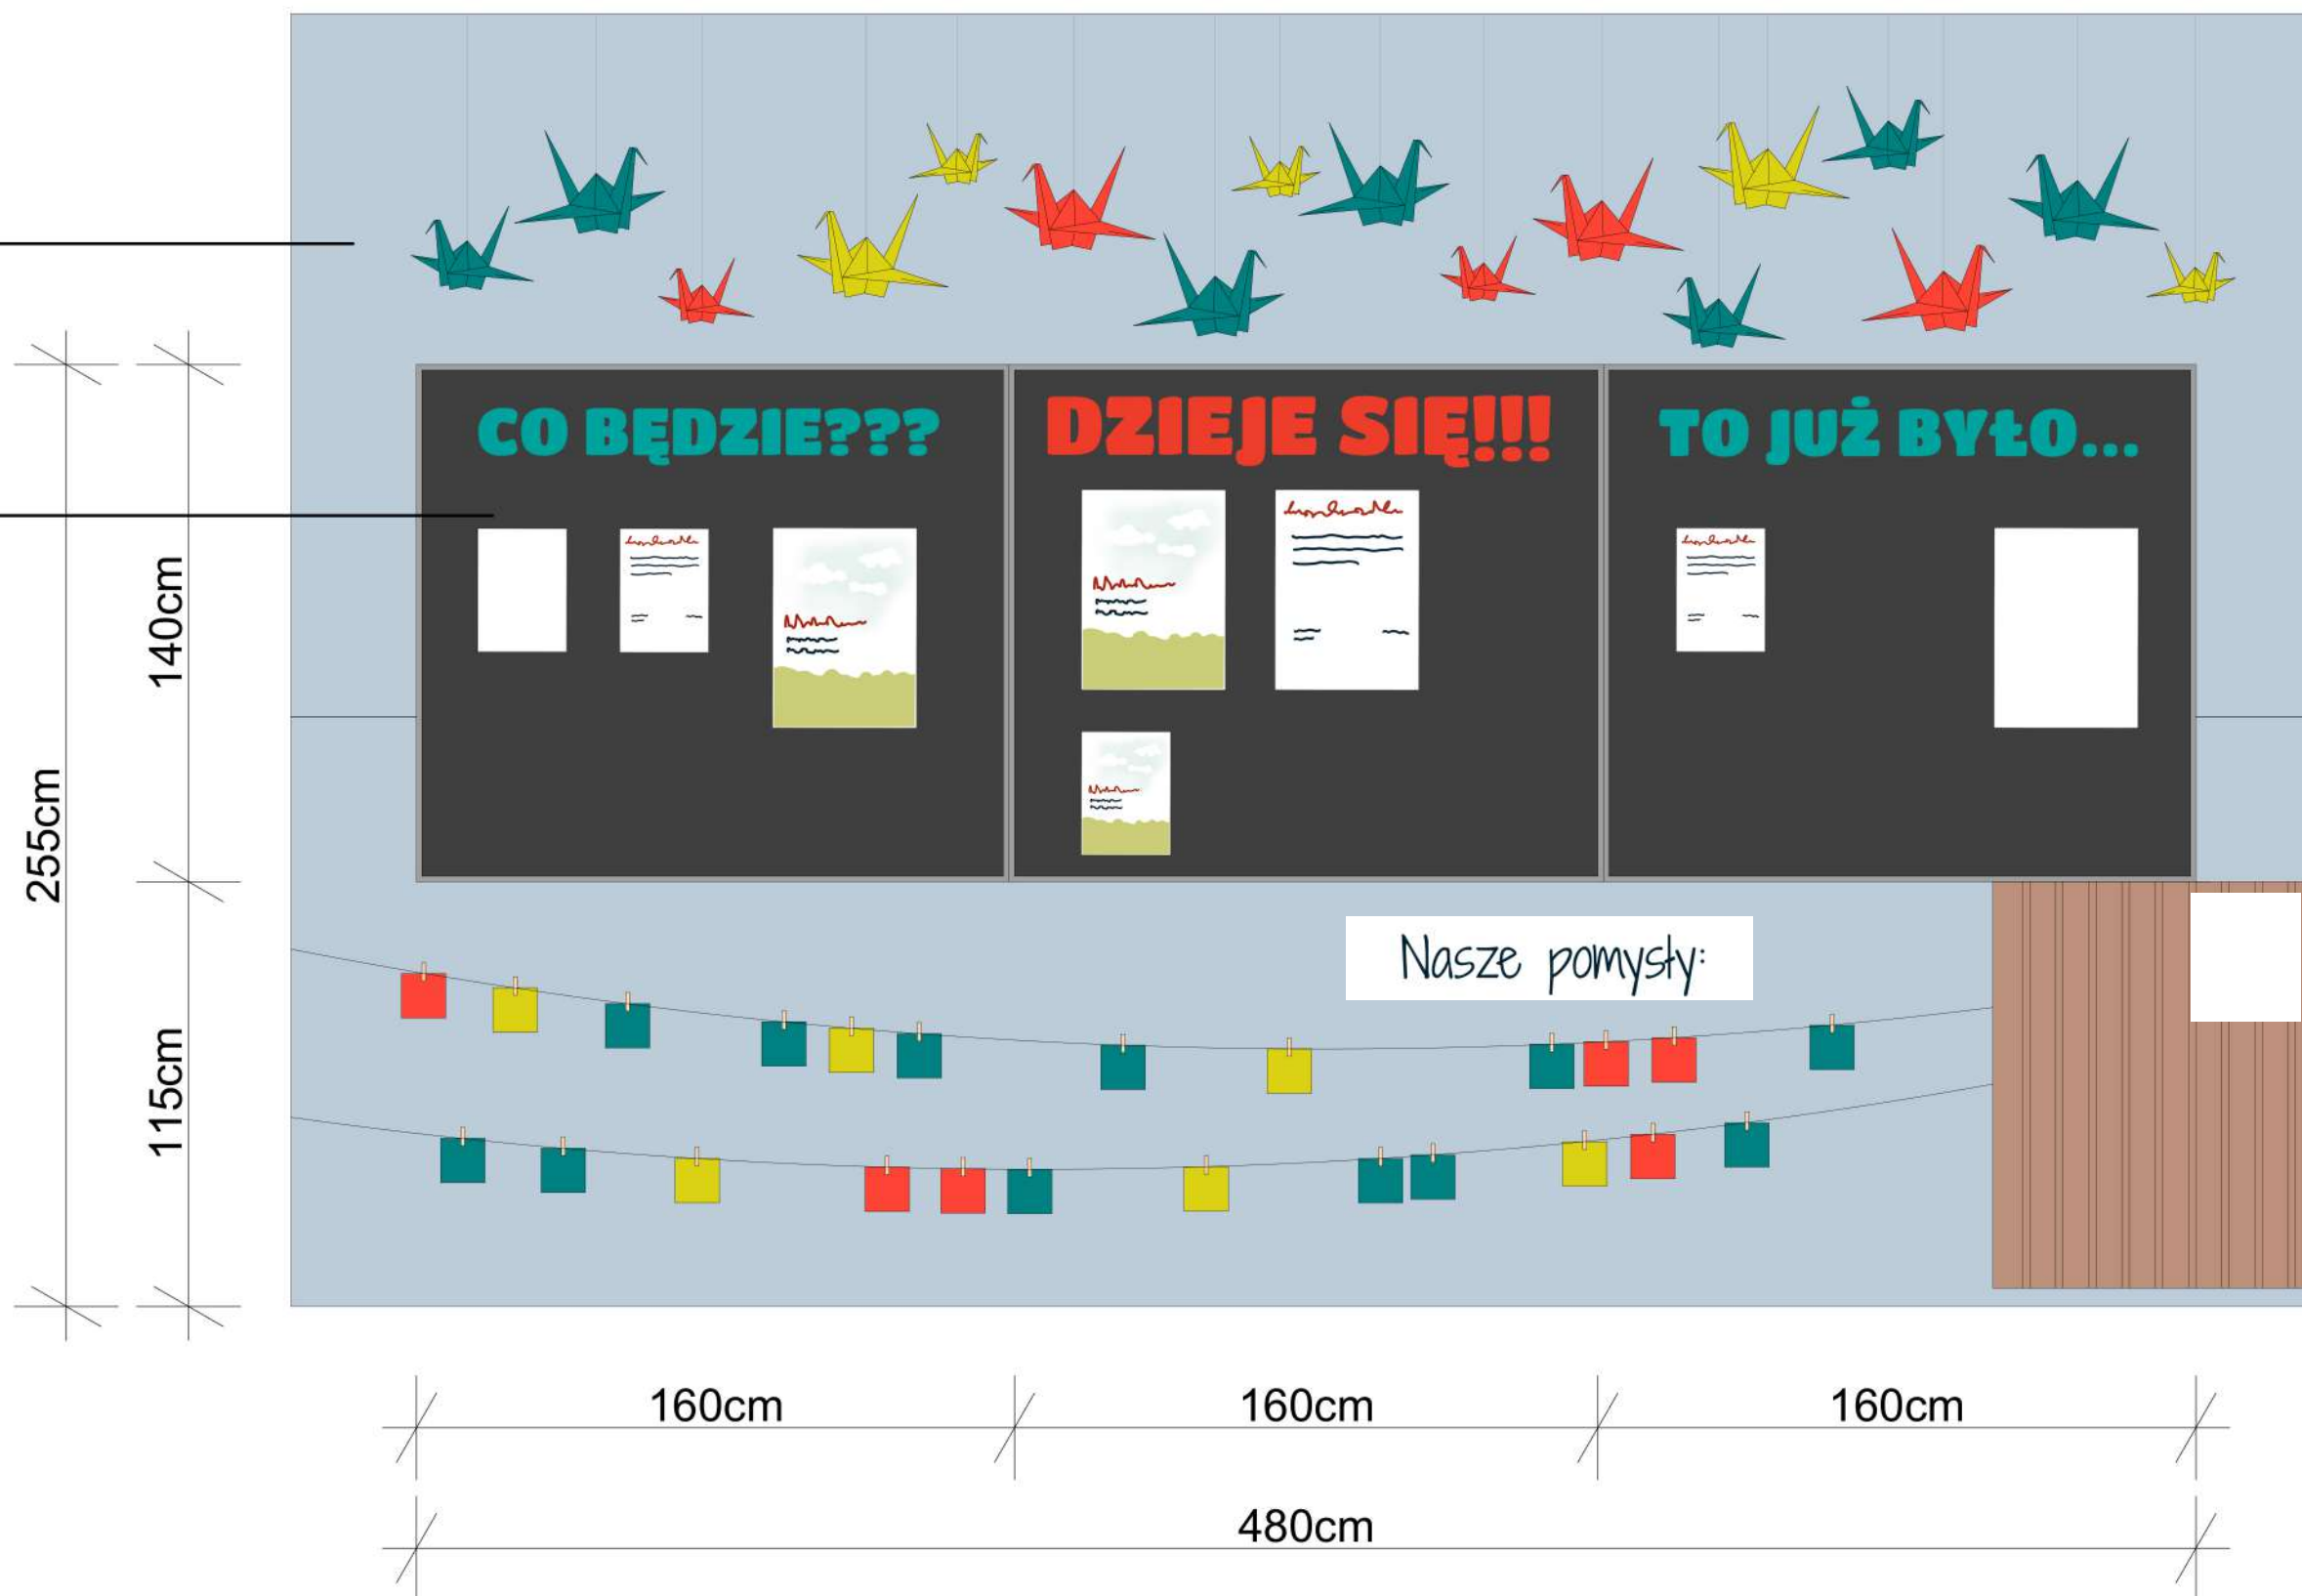 CO BĘDZIE???
DZIEJE SIĘ!!!
TO JUŻ BYŁO...
140cm
255cm
Nasze pomysły:
115cm
160cm
160cm
160cm
480cm